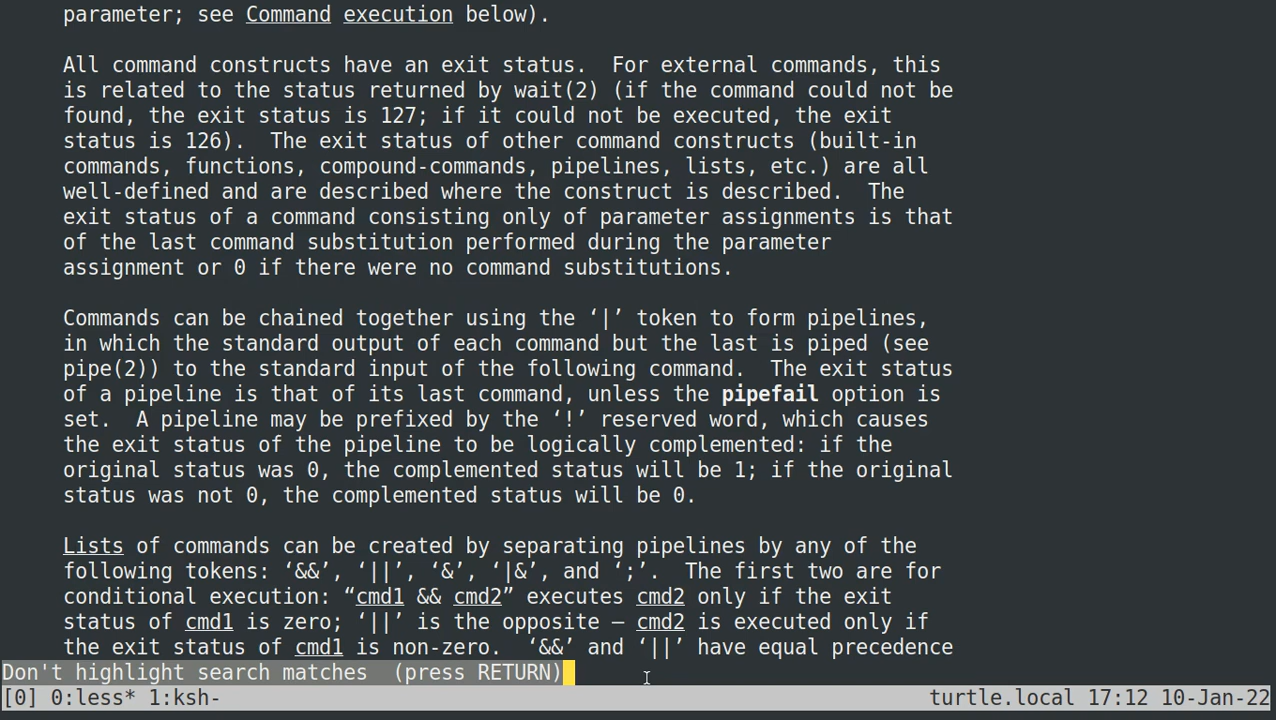 parameter; see Command execution below).
All command constructs have an exit status.  For external commands, this
is related to the status returned by wait(2) (if the command could not be
found, the exit status is 127; if it could not be executed, the exit
status is 126).  The exit status of other command constructs (built-in
commands, functions, compound-commands, pipelines, lists, etc.) are all
well-defined and are described where the construct is described.  The
exit status of a command consisting only of parameter assignments is that
of the last command substitution performed during the parameter
assignment or 0 if there were no command substitutions.
Commands can be chained together using the ‘|’ token to form pipelines,
in which the standard output of each command but the last is piped (see
pipe(2)) to the standard input of the following command.  The exit status
of a pipeline is that of its last command, unless the pipefail option is
set.  A pipeline may be prefixed by the ‘!’ reserved word, which causes
the exit status of the pipeline to be logically complemented: if the
original status was 0, the complemented status will be 1; if the original
status was not 0, the complemented status will be 0.
Lists of commands can be created by separating pipelines by any of the
following tokens: ‘&&’, ‘||’, ‘&’, ‘|&’, and ‘;’.  The first two are for
conditional execution: “cmd1 && cmd2” executes cmd2 only if the exit
status of cmd1 is zero; ‘||’ is the opposite — cmd2 is executed only if
the exit status of cmd1 is non-zero.  ‘&&’ and ‘||’ have equal precedence
Don't highlight search matches  (press RETURN)
[0] 0:less* 1:ksh- turtle.local 17:12 10-Jan-22